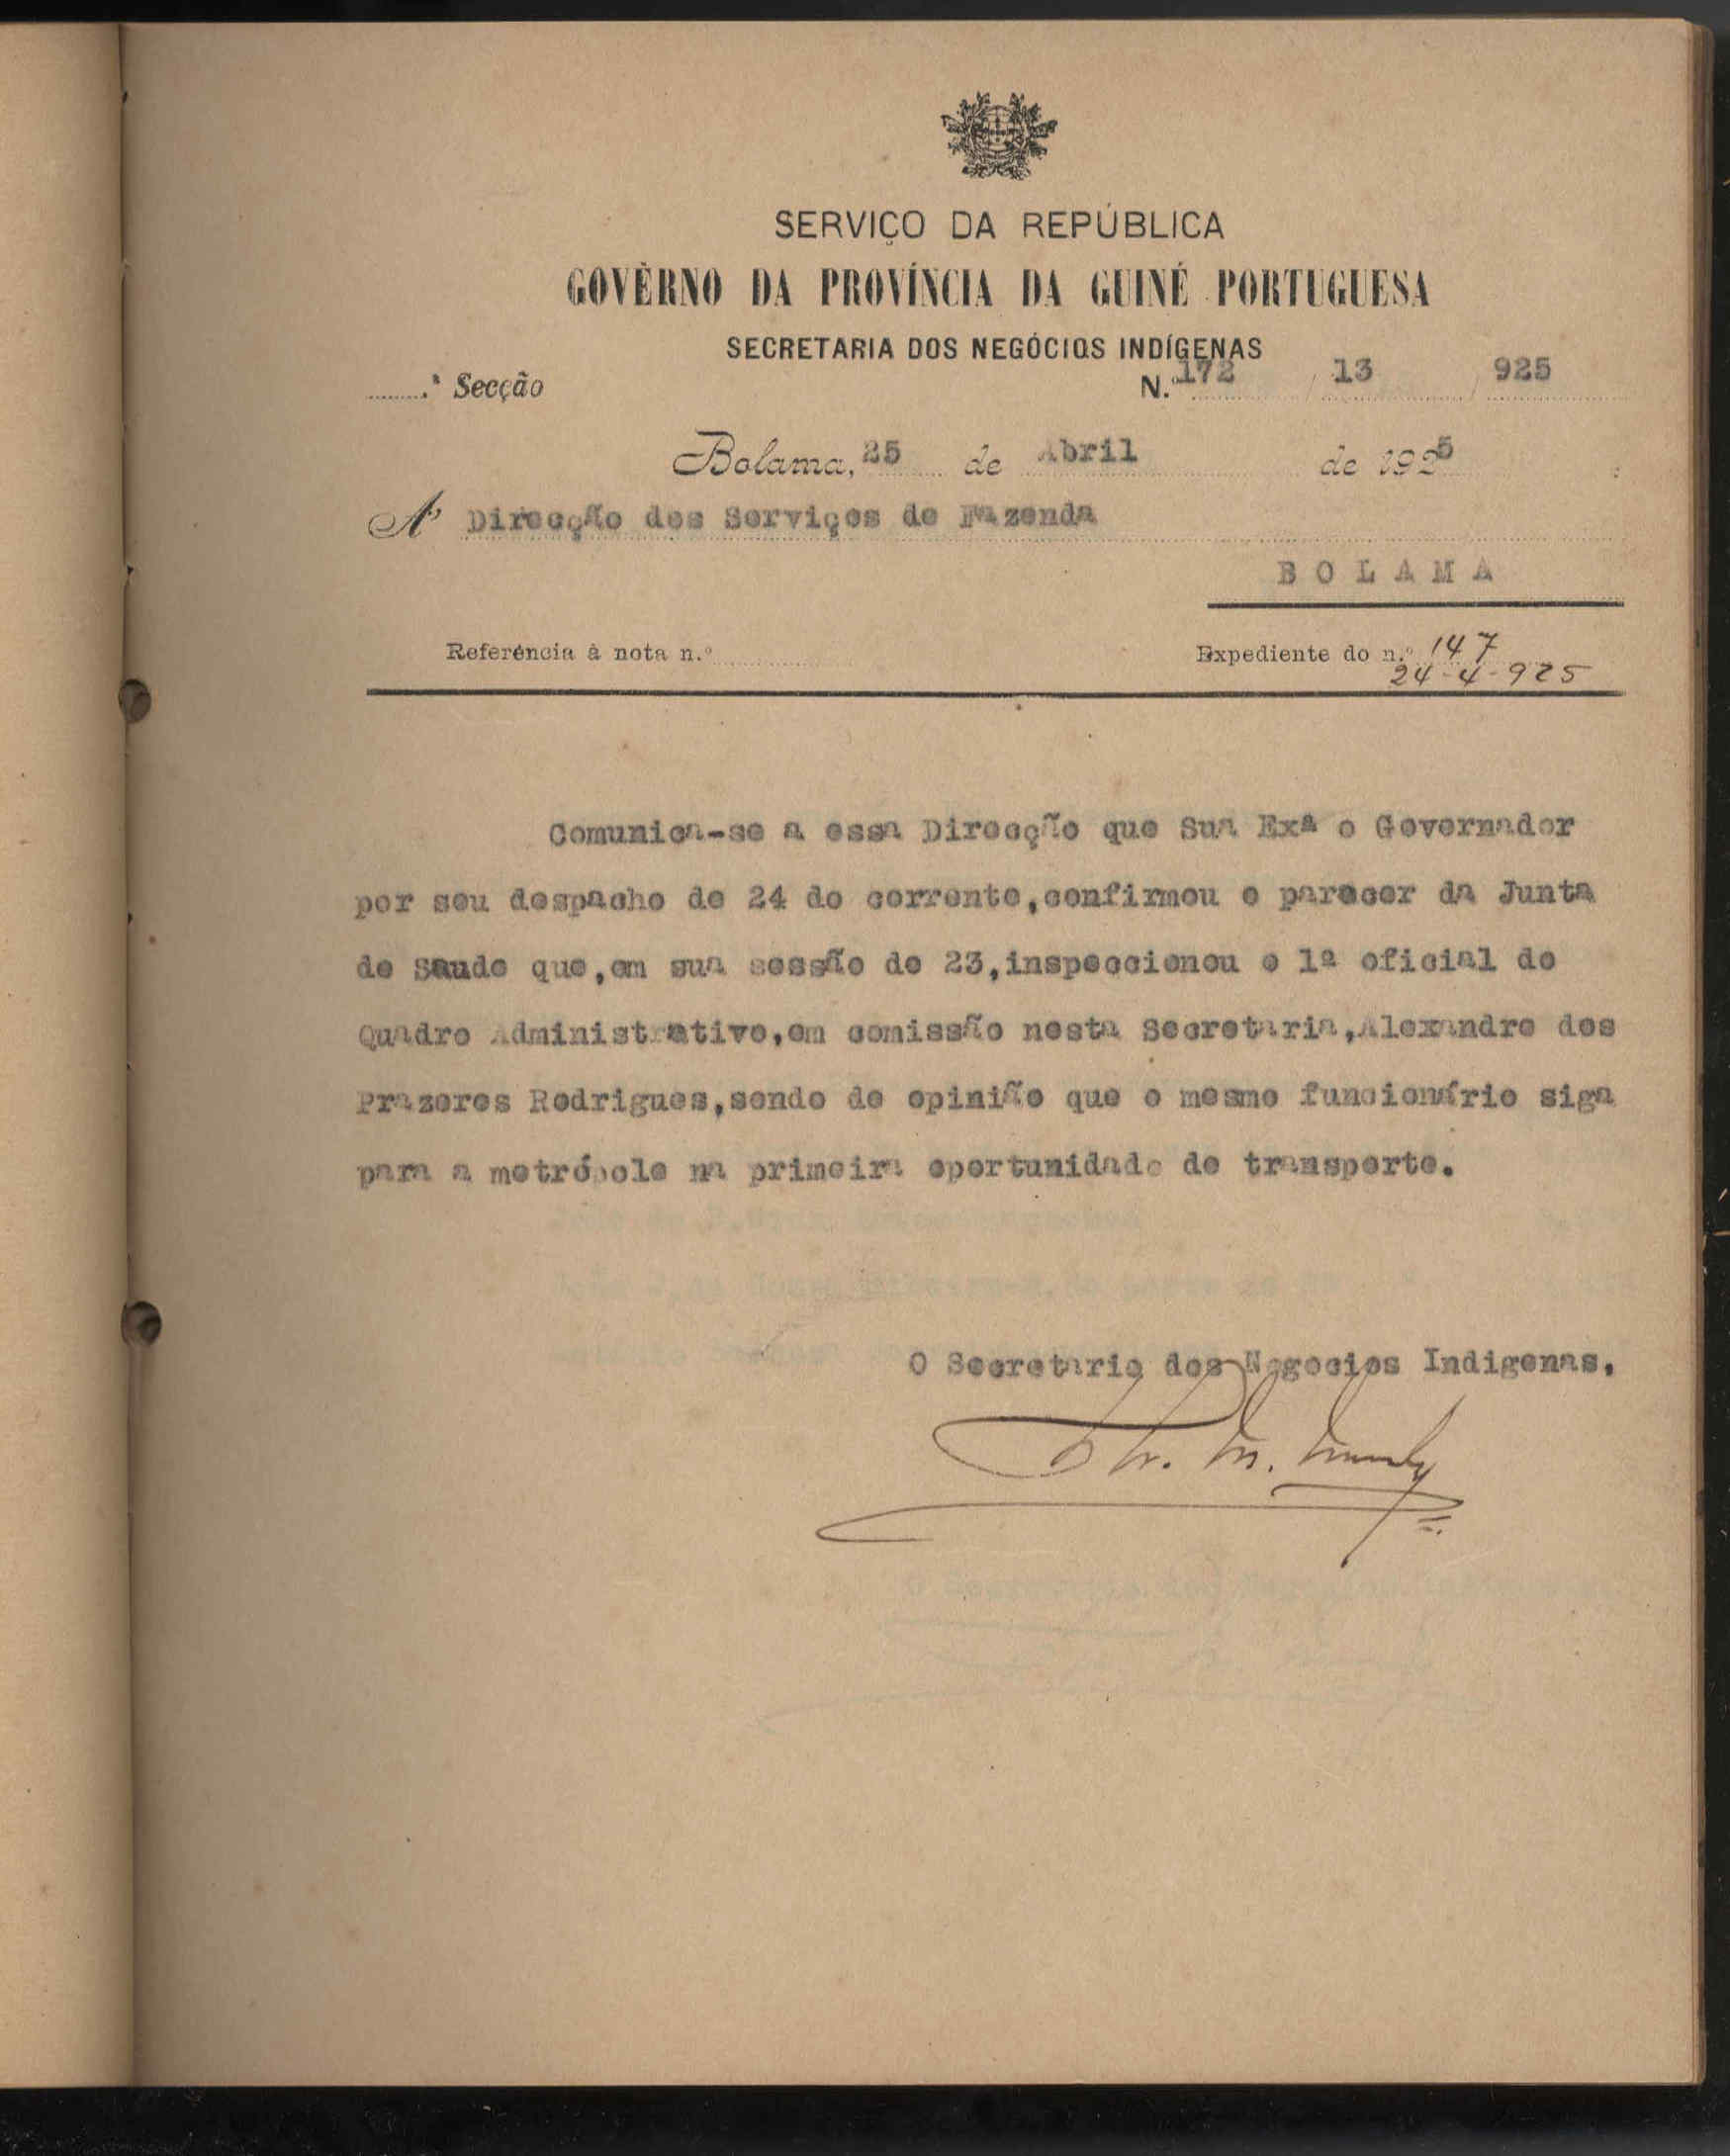 SERVIÇO DA REPÚBLICA
GOVÊRNO DA PROVÍNCIA DA GUINÉ PORTUGUESA
SECRETARIA DOS NEGÓCIOS INDÍGENAS
.ª Secção
N.º 172 / 13 / 925
Bolama, 25 de Abril de 1925
A' Direcção dos Serviços de Fazenda
BOLAMA
Referência à nota n.º
Expediente do n.º 147
24-4-925
Comunica-se a essa Direcção que Sua Exª o Governador
por seu despacho de 24 do corrente,confirmou o parecer da Junta
de Saude que,em sua sessão de 23,inspeccionou o 1º oficial do
Quadro Administrativo,em comissão nesta Secretaria,Alexandre dos
Prazeres Rodrigues,sendo de opinião que o mesmo funcionário siga
para a metrópole na primeira oportunidade de transporte.
O Secretario dos Negocios Indigenas,